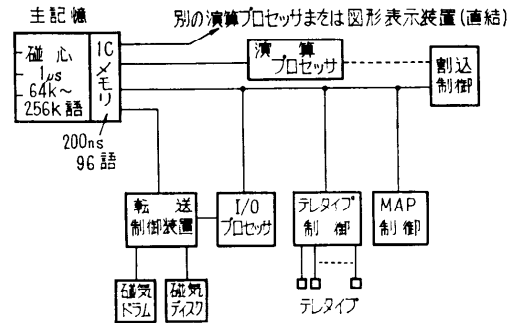 主記憶
別の演算プロセッサまたは図形表示装置(直結)
磁心
1μs
64k～
256k語
ICメモリ
200ns
96語
演算
プロセッサ
割込
制御
転送
制御装置
I/O
プロセッサ
テレタイプ
制御
MAP
制御
磁気
ドラム
磁気
ディスク
テレタイプ